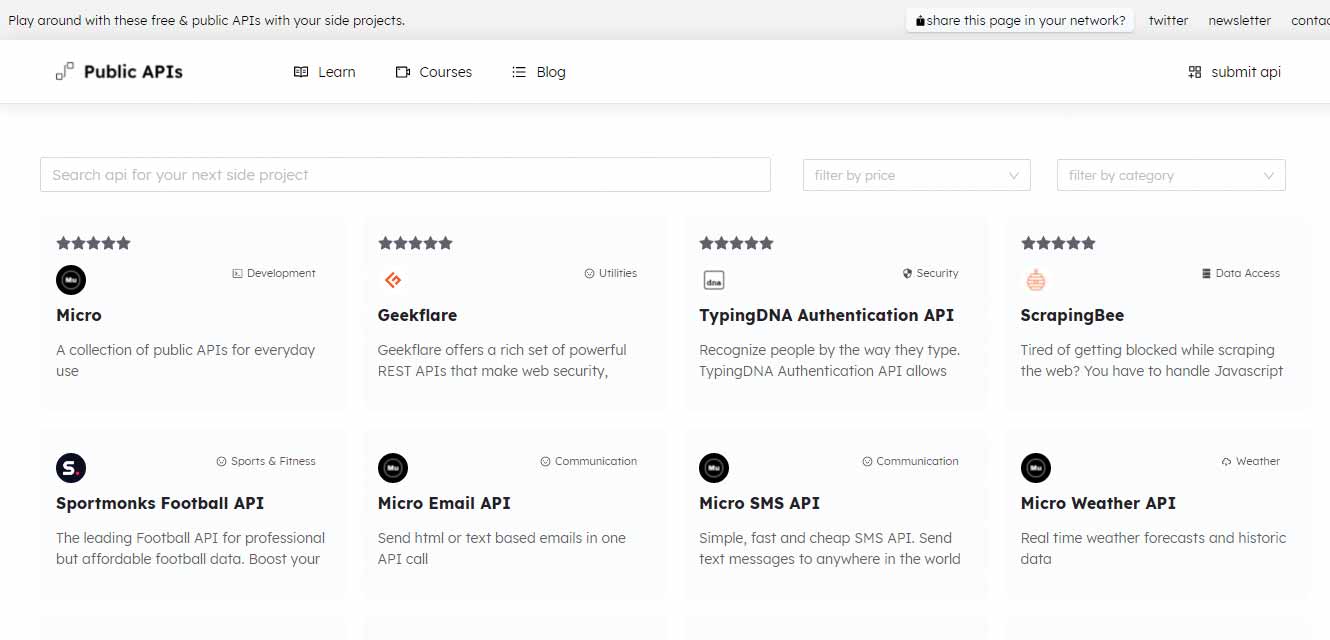 Play around with these free & public APIs with your side projects.
share this page in your network?
twitter
newsletter
Public APIs
Learn
Courses
Blog
submit api
Search api for your next side project
filter by price
filter by category
Mu
Development
Micro
A collection of public APIs for everyday
use
Utilities
Geekflare
Geekflare offers a rich set of powerful
REST APIs that make web security,
dna
Security
TypingDNA Authentication API
Recognize people by the way they type.
TypingDNA Authentication API allows
Data Access
ScrapingBee
Tired of getting blocked while scraping
the web? You have to handle Javascript
S.
Sports & Fitness
Sportmonks Football API
The leading Football API for professional
but affordable football data. Boost your
Mu
Communication
Micro Email API
Send html or text based emails in one
API call
Mu
Communication
Micro SMS API
Simple, fast and cheap SMS API. Send
text messages to anywhere in the world
Mu
Weather
Micro Weather API
Real time weather forecasts and historic
data